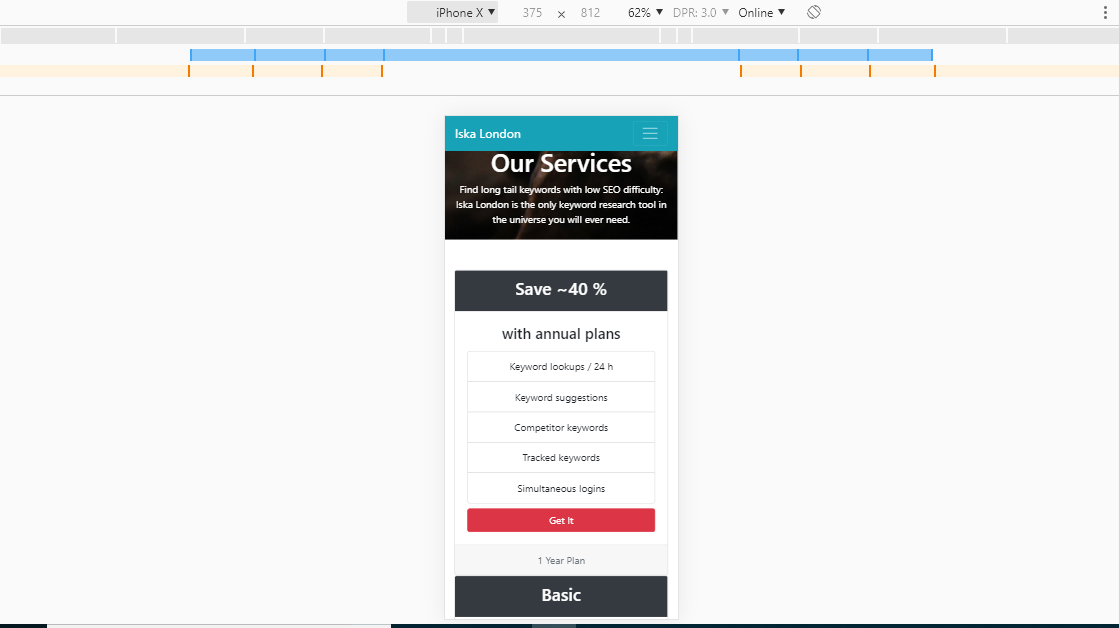 iPhone X ▼ 375 × 812 62% ▼ DPR: 3.0 ▼ Online ▼
Iska London
Our Services
Find long tail keywords with low SEO difficulty:
Iska London is the only keyword research tool in
the universe you will ever need.
Save ~40 %
with annual plans
Keyword lookups / 24 h
Keyword suggestions
Competitor keywords
Tracked keywords
Simultaneous logins
Get It
1 Year Plan
Basic